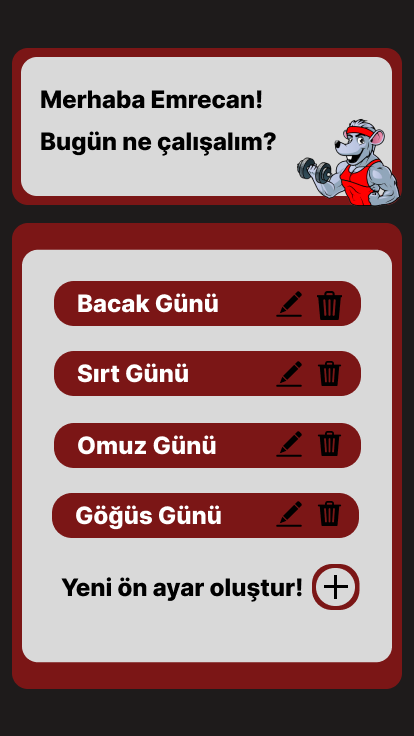 Merhaba Emrecan!
Bugün ne çalışalım?
Bacak Günü
Sırt Günü
Omuz Günü
Göğüs Günü
Yeni ön ayar oluştur!